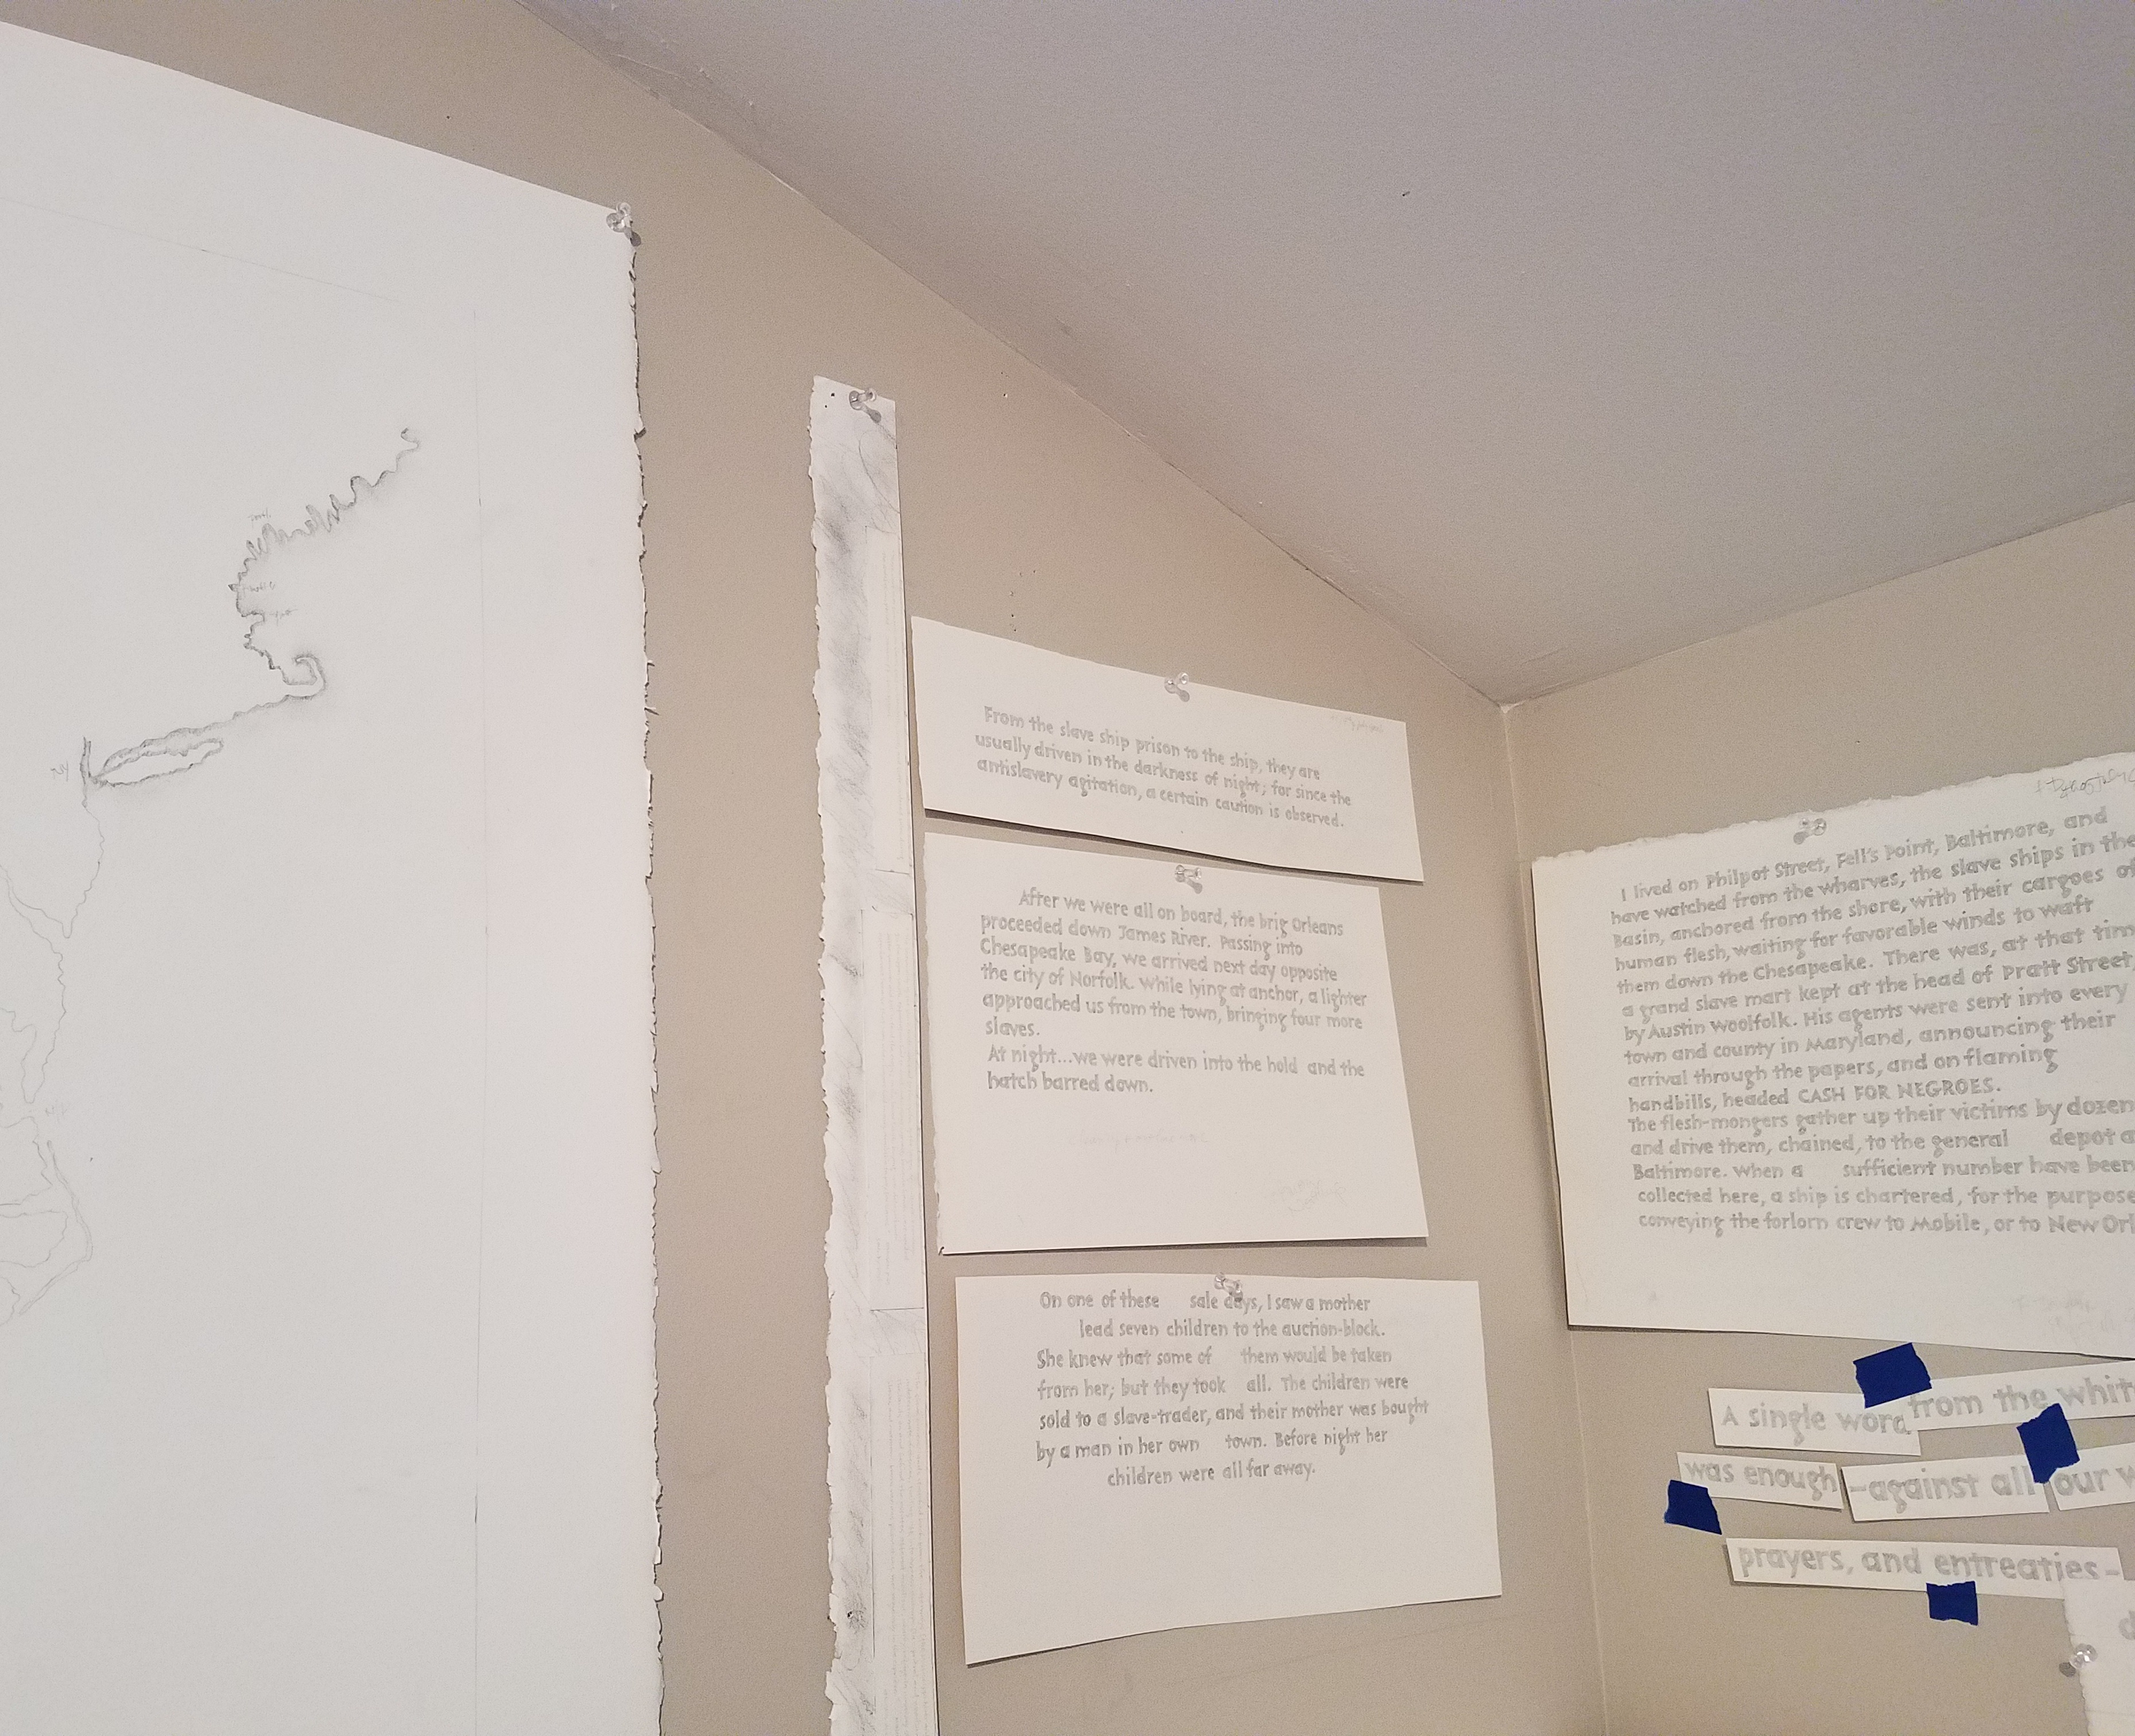 From the slave ship prison to the ship, they are
usually driven in the darkness of night; for since the
antislavery agitation, a certain caution is observed.
After we were all on board, the brig Orleans
proceeded down James River. Passing into
Chesapeake Bay, we arrived next day opposite
the city of Norfolk. While lying at anchor, a lighter
approached us from the town, bringing four more
slaves.
At night...we were driven into the hold and the
hatch barred down.
On one of these sale days, I saw a mother
lead seven children to the auction-block.
She knew that some of them would be taken
from her; but they took all. The children were
sold to a slave-trader, and their mother was bought
by a man in her own town. Before night her
children were all far away.
I lived on Philpot Street, Fell's Point, Baltimore, and
have watched from the wharves, the slave ships in the
Basin, anchored from the shore, with their cargoes of
human flesh, waiting for favorable winds to waft
them down the Chesapeake. There was, at that tim
a grand slave mart kept at the head of Pratt Street,
by Austin Woolfolk. His agents were sent into every
town and county in Maryland, announcing their
arrival through the papers, and on flaming
handbills, headed CASH FOR NEGROES.
The flesh-mongers gather up their victims by dozen
and drive them, chained, to the general depot a
Baltimore. When a sufficient number have been
collected here, a ship is chartered, for the purpose
conveying the forlorn crew to Mobile, or to New Orl
A single word from the whit
was enough -against all our w
prayers, and entreaties-